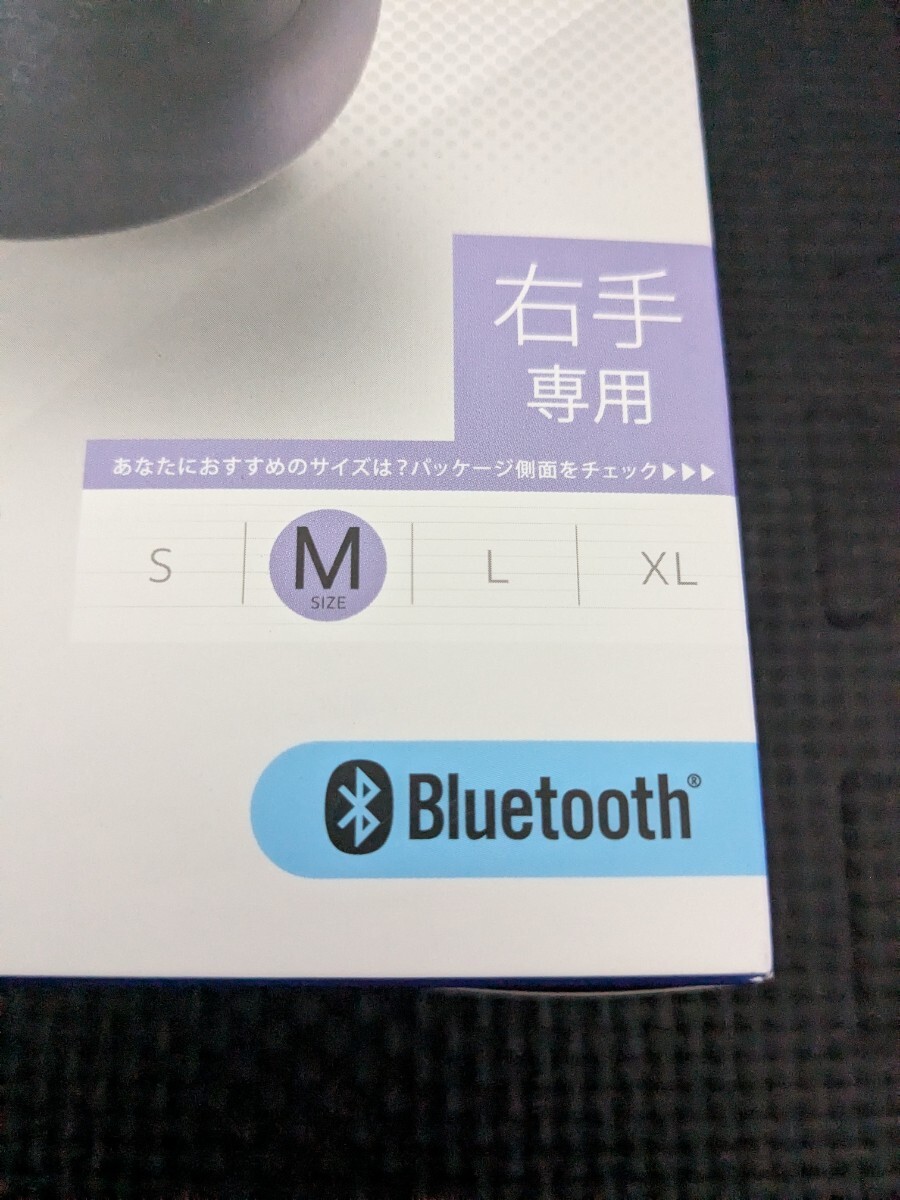 右手
専用
あなたにおすすめのサイズは?パッケージ側面をチェック▶▶▶
S M L XL
SIZE
Bluetooth®